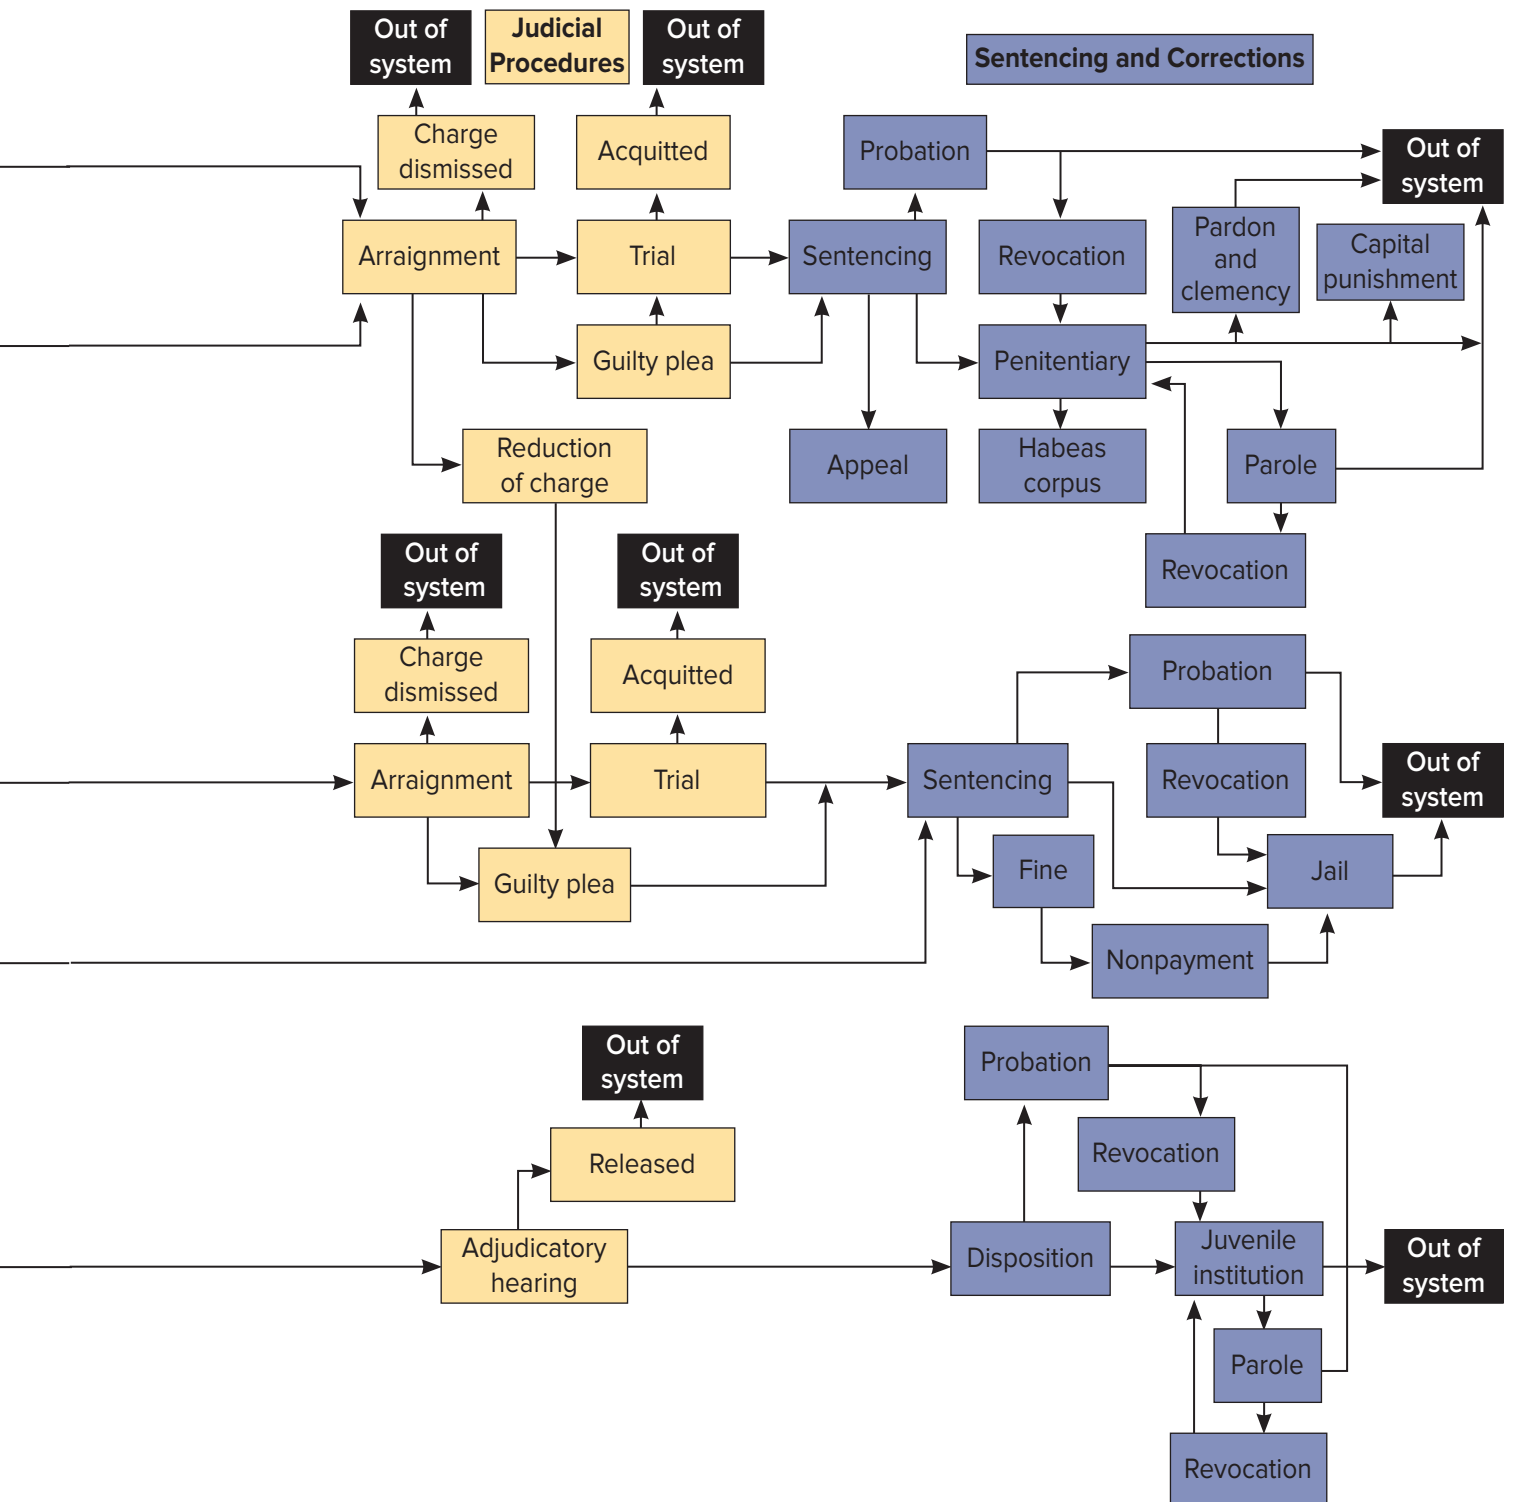 Out of
system
Judicial
Procedures
Out of
system
Sentencing and Corrections
Charge
dismissed
Acquitted
Probation
Out of
system
Arraignment
Trial
Sentencing
Revocation
Pardon
and
clemency
Capital
punishment
Guilty plea
Penitentiary
Reduction
of charge
Appeal
Habeas
corpus
Parole
Revocation
Out of
system
Out of
system
Charge
dismissed
Acquitted
Probation
Arraignment
Trial
Sentencing
Revocation
Out of
system
Guilty plea
Fine
Jail
Nonpayment
Out of
system
Probation
Released
Revocation
Adjudicatory
hearing
Disposition
Juvenile
institution
Out of
system
Parole
Revocation